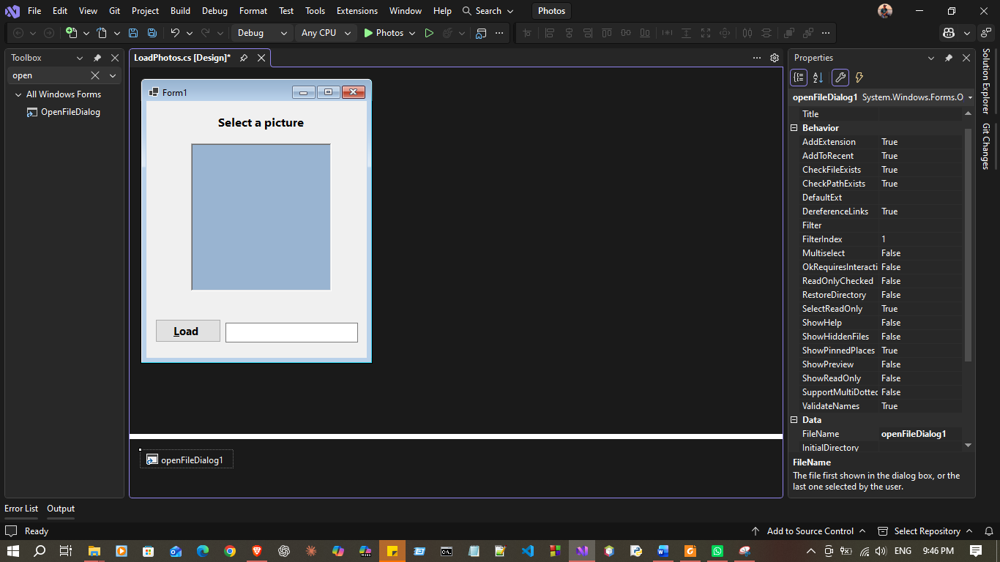 File Edit View Git Project Build Debug Format Test Tools Extensions Window Help Search Photos
Debug Any CPU Photos
Toolbox
open
All Windows Forms
OpenFileDialog
LoadPhotos.cs [Design]*
Form1
Select a picture
Load
openFileDialog1
Properties
openFileDialog1 System.Windows.Forms.O
Title
Behavior
AddExtension True
AddToRecent True
CheckFileExists True
CheckPathExists True
DefaultExt
DereferenceLinks True
Filter
FilterIndex 1
Multiselect False
OkRequiresInteracti False
ReadOnlyChecked False
RestoreDirectory False
SelectReadOnly True
ShowHelp False
ShowHiddenFiles False
ShowPinnedPlaces True
ShowPreview False
ShowReadOnly False
SupportMultiDottec False
ValidateNames True
Data
FileName openFileDialog1
InitialDirectory
FileName
The file first shown in the dialog box, or the
last one selected by the user.
Solution Explorer
Git Changes
Error List Output
Ready
Add to Source Control Select Repository
ENG 9:46 PM